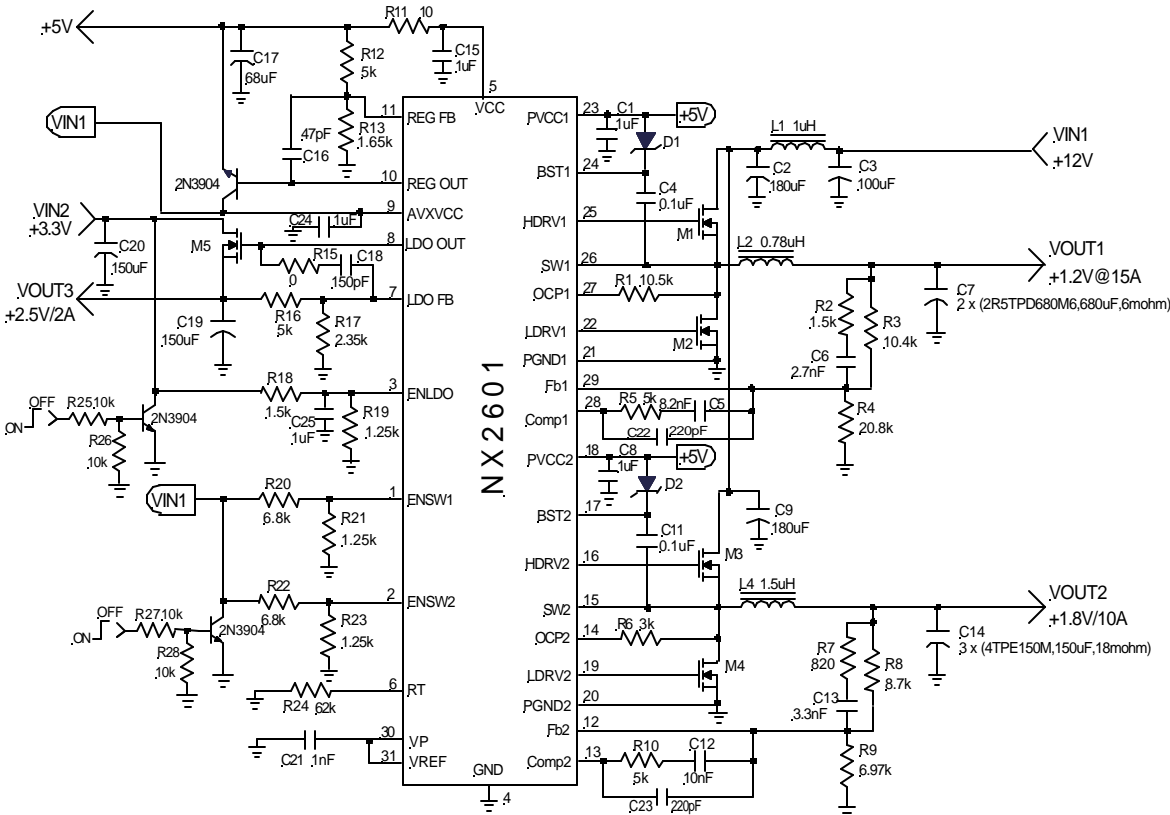 R11 10
+5V
C17
68uF
R12
5k
C15
1uF
5
VCC
VIN1
11
REG FB
R13
1.65k
47pF
C16
2N3904
10
REG OUT
9
AVXVCC
C24
1uF
VIN2
+3.3V
C20
150uF
M5
8
LDO OUT
R15
0
C18
150pF
7
LDO FB
VOUT3
+2.5V/2A
C19
150uF
R16
5k
R17
2.35k
3
ENLDO
R18
1.5k
C25
1uF
R19
1.25k
OFF
ON
R25 10k
R26
10k
2N3904
VIN1
1
ENSW1
R20
6.8k
R21
1.25k
2
ENSW2
R22
6.8k
R23
1.25k
OFF
ON
R27 10k
R28
10k
2N3904
6
RT
R24 62k
30
VP
C21 1nF
31
VREF
GND
4
NX2601
PVCC1
23
C1
1uF
+5V
D1
BST1
24
C4
0.1uF
L1 1uH
VIN1
+12V
C2
180uF
C3
100uF
HDRV1
25
M1
SW1
26
L2 0.78uH
VOUT1
+1.2V@15A
OCP1
27
R1 10.5k
C7
2 x (2R5TPD680M6,680uF,6mohm)
R2
1.5k
R3
10.4k
LDRV1
22
M2
PGND1
21
C6
2.7nF
Fb1
29
28
Comp1
R5 5k
8.2nF C5
C22 220pF
R4
20.8k
PVCC2
18
C8
1uF
+5V
D2
BST2
17
C11
0.1uF
C9
180uF
HDRV2
16
M3
SW2
15
L4 1.5uH
VOUT2
+1.8V/10A
OCP2
14
R6 3k
C14
3 x (4TPE150M,150uF,18mohm)
R7
820
R8
8.7k
LDRV2
19
M4
PGND2
20
C13
3.3nF
Fb2
12
13
Comp2
R10
5k
C12
10nF
C23 220pF
R9
6.97k